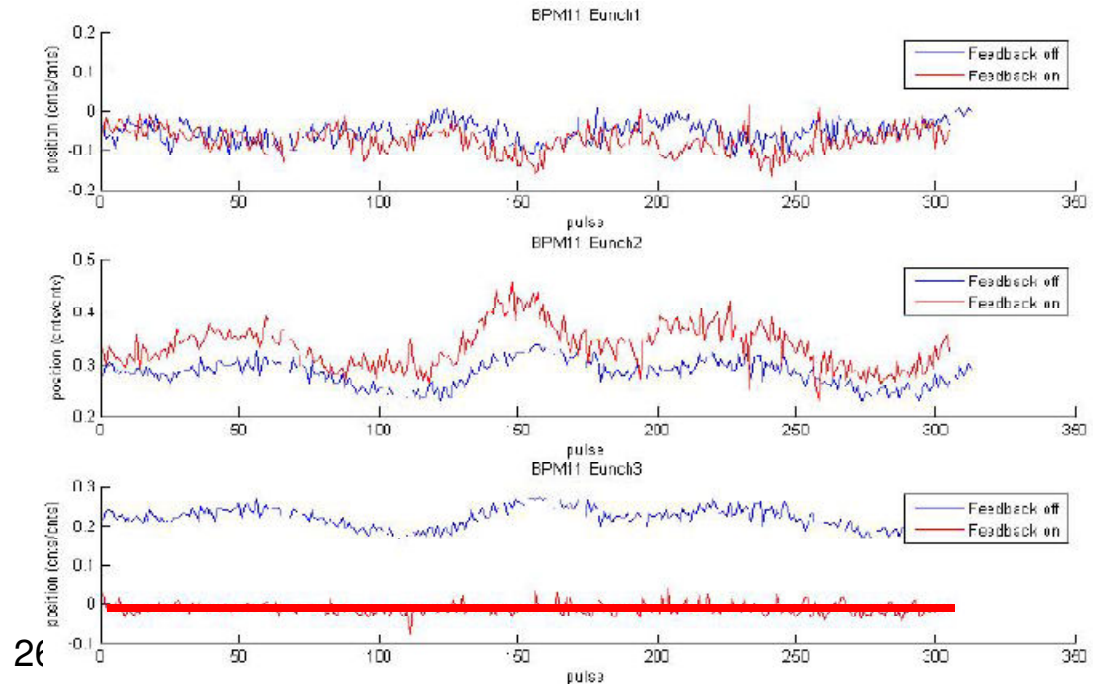 BPM11 Eunch1
0.2
0.1
0
-0.1
-0.2
position (cnts/cnts)
Feedback off
Feedback on
0 50 100 150 200 250 300 350
pulse
BPM11 Eunch2
0.5
0.4
0.3
0.2
position (cnts/cnts)
Feedback off
Feedback on
0 50 100 150 200 250 300 350
pulse
BPM11 Eunch3
0.3
0.2
0.1
0
-0.1
position (cnts/cnts)
Feedback off
Feedback on
0 50 100 150 200 250 300 350
pulse